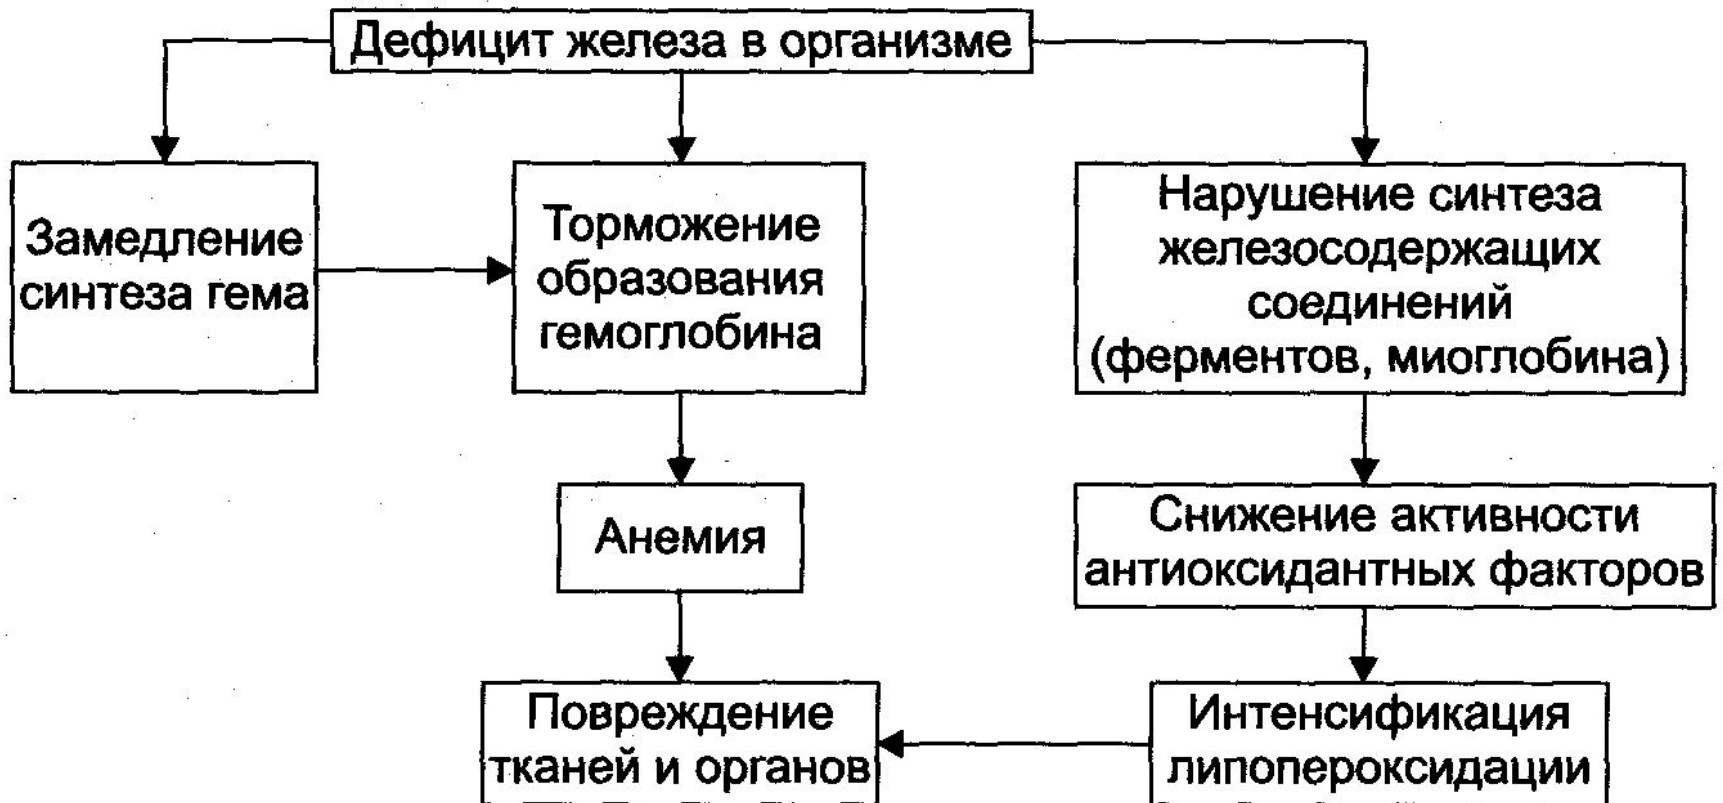 Дефицит железа в организме
Замедление
синтеза гема
Торможение
образования
гемоглобина
Нарушение синтеза
железосодержащих
соединений
(ферментов, миоглобина)
Анемия
Снижение активности
антиоксидантных факторов
Повреждение
тканей и органов
Интенсификация
липопероксидации